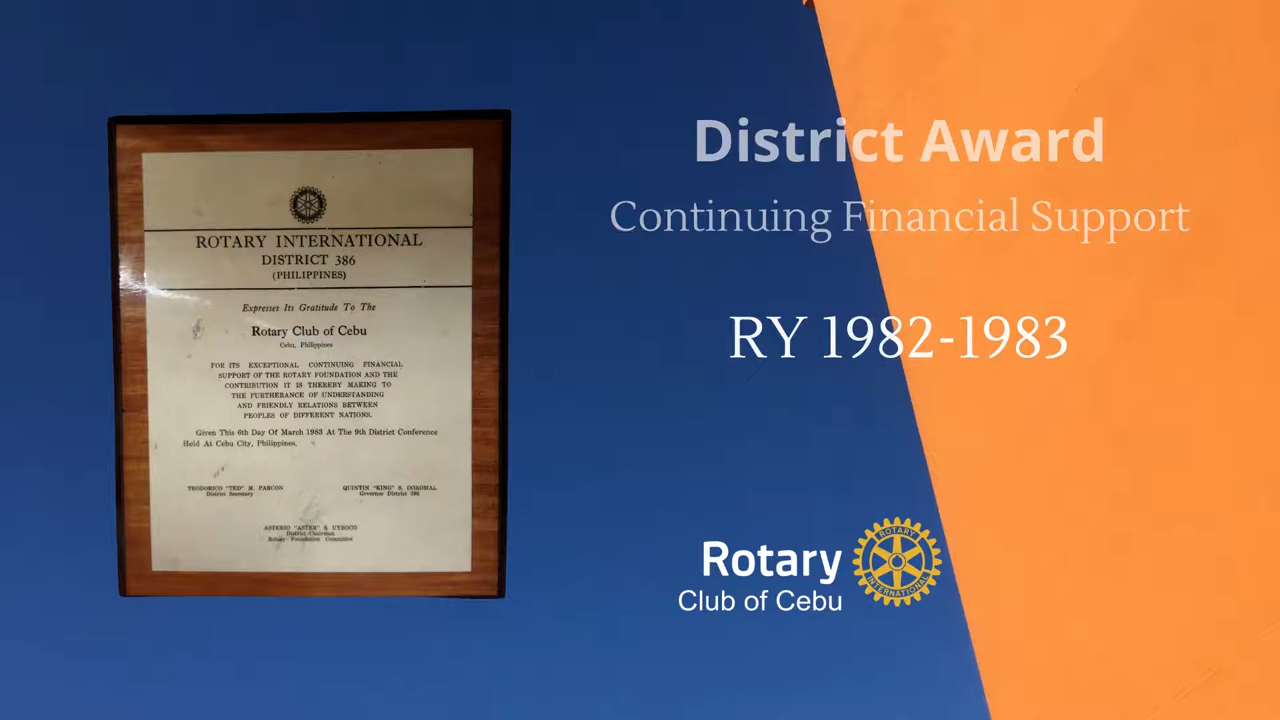 ROTARY INTERNATIONAL
DISTRICT 386
(PHILIPPINES)
Expresses Its Gratitude To The
Rotary Club of Cebu
Cebu, Philippines
FOR ITS EXCEPTIONAL CONTINUING FINANCIAL
SUPPORT OF THE ROTARY FOUNDATION AND THE
CONTRIBUTION IT IS THEREBY MAKING TO
THE FURTHERANCE OF UNDERSTANDING
AND FRIENDLY RELATIONS BETWEEN
PEOPLES OF DIFFERENT NATIONS.
Given This 6th Day Of March 1983 At The 9th District Conference
Held At Cebu City, Philippines.
TEODORICO "TED" M. PARCON
District Secretary
QUINTIN "KING" S. DOROMAL
Governor District 386
ASTERIO "ASTER" S. UYBOCO
District Chairman
Rotary Foundation Committee
District Award
Continuing Financial Support
RY 1982-1983
Rotary
Club of Cebu
ROTARY
INTERNATIONAL